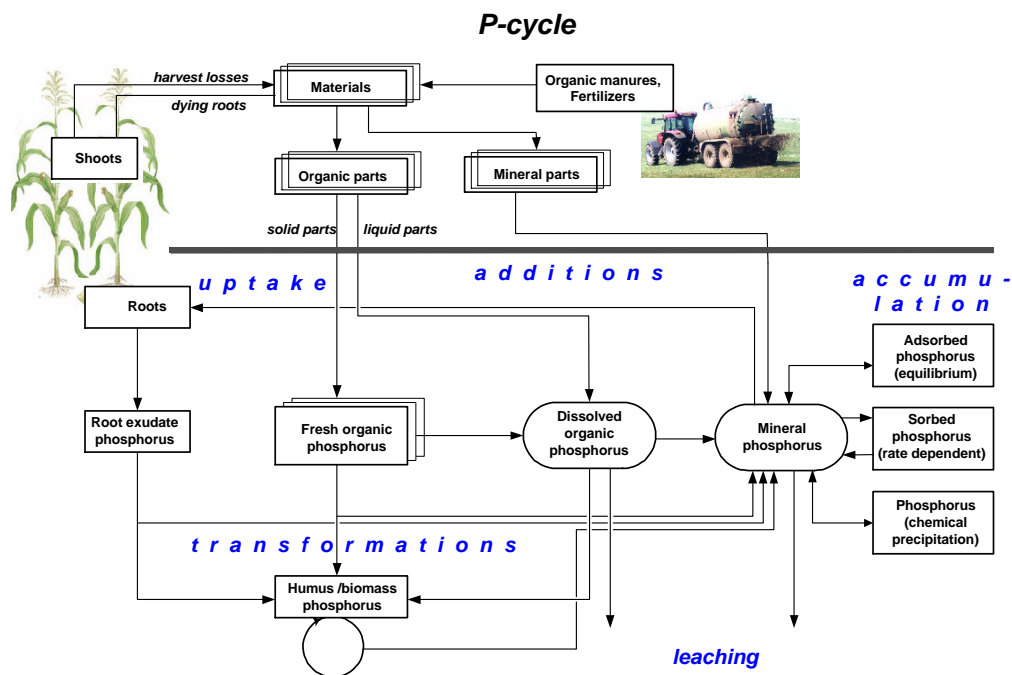 P-cycle
harvest losses
dying roots
Materials
Organic manures,
Fertilizers
Shoots
Organic parts
Mineral parts
solid parts
liquid parts
u p t a k e
a d d i t i o n s
a c c u m u -
l a t i o n
Roots
Adsorbed
phosphorus
(equilibrium)
Root exudate
phosphorus
Fresh organic
phosphorus
Dissolved
organic
phosphorus
Mineral
phosphorus
Sorbed
phosphorus
(rate dependent)
Phosphorus
(chemical
precipitation)
t r a n s f o r m a t i o n s
Humus /biomass
phosphorus
leaching